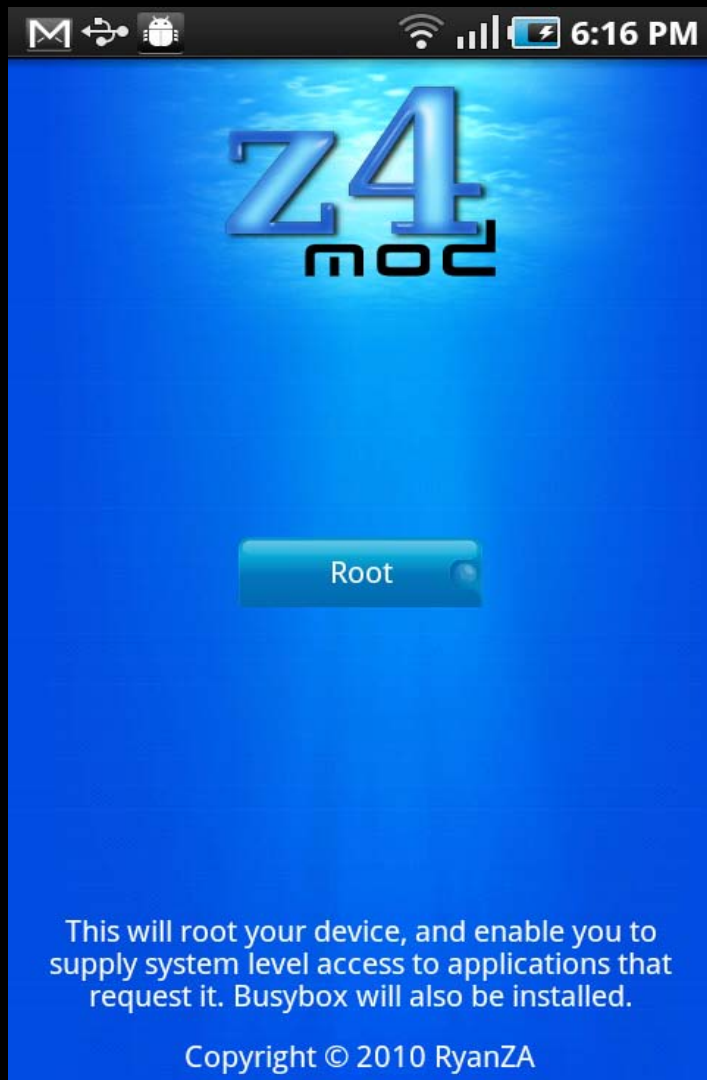 6:16 PM
z4
mod
Root
This will root your device, and enable you to
supply system level access to applications that
request it. Busybox will also be installed.
Copyright © 2010 RyanZA